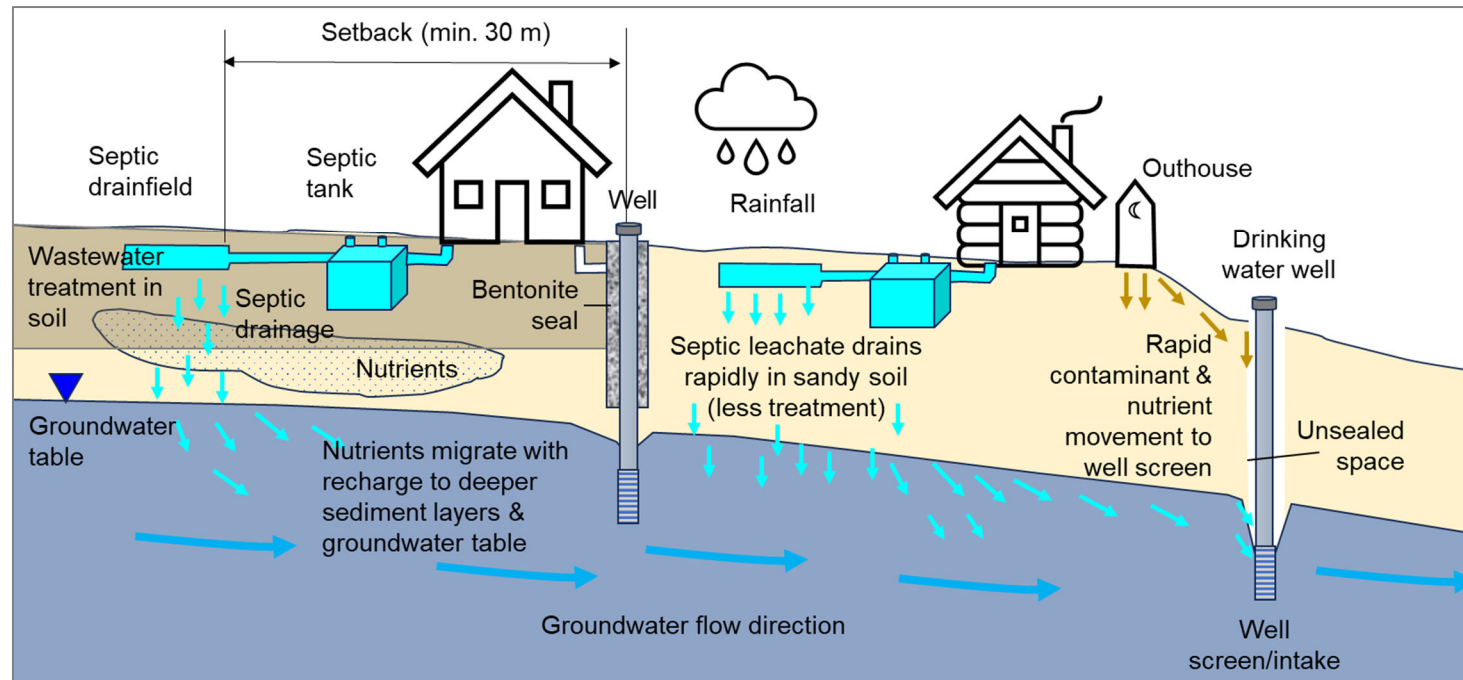 Setback (min. 30 m)
Septic
drainfield
Septic
tank
Well
Rainfall
Outhouse
Drinking
water well
Wastewater
treatment in
soil
Septic
drainage
Nutrients
Bentonite
seal
Septic leachate drains
rapidly in sandy soil
(less treatment)
Rapid
contaminant &
nutrient
movement to
well screen
Unsealed
space
Groundwater
table
Nutrients migrate with
recharge to deeper
sediment layers &
groundwater table
Groundwater flow direction
Well
screen/intake